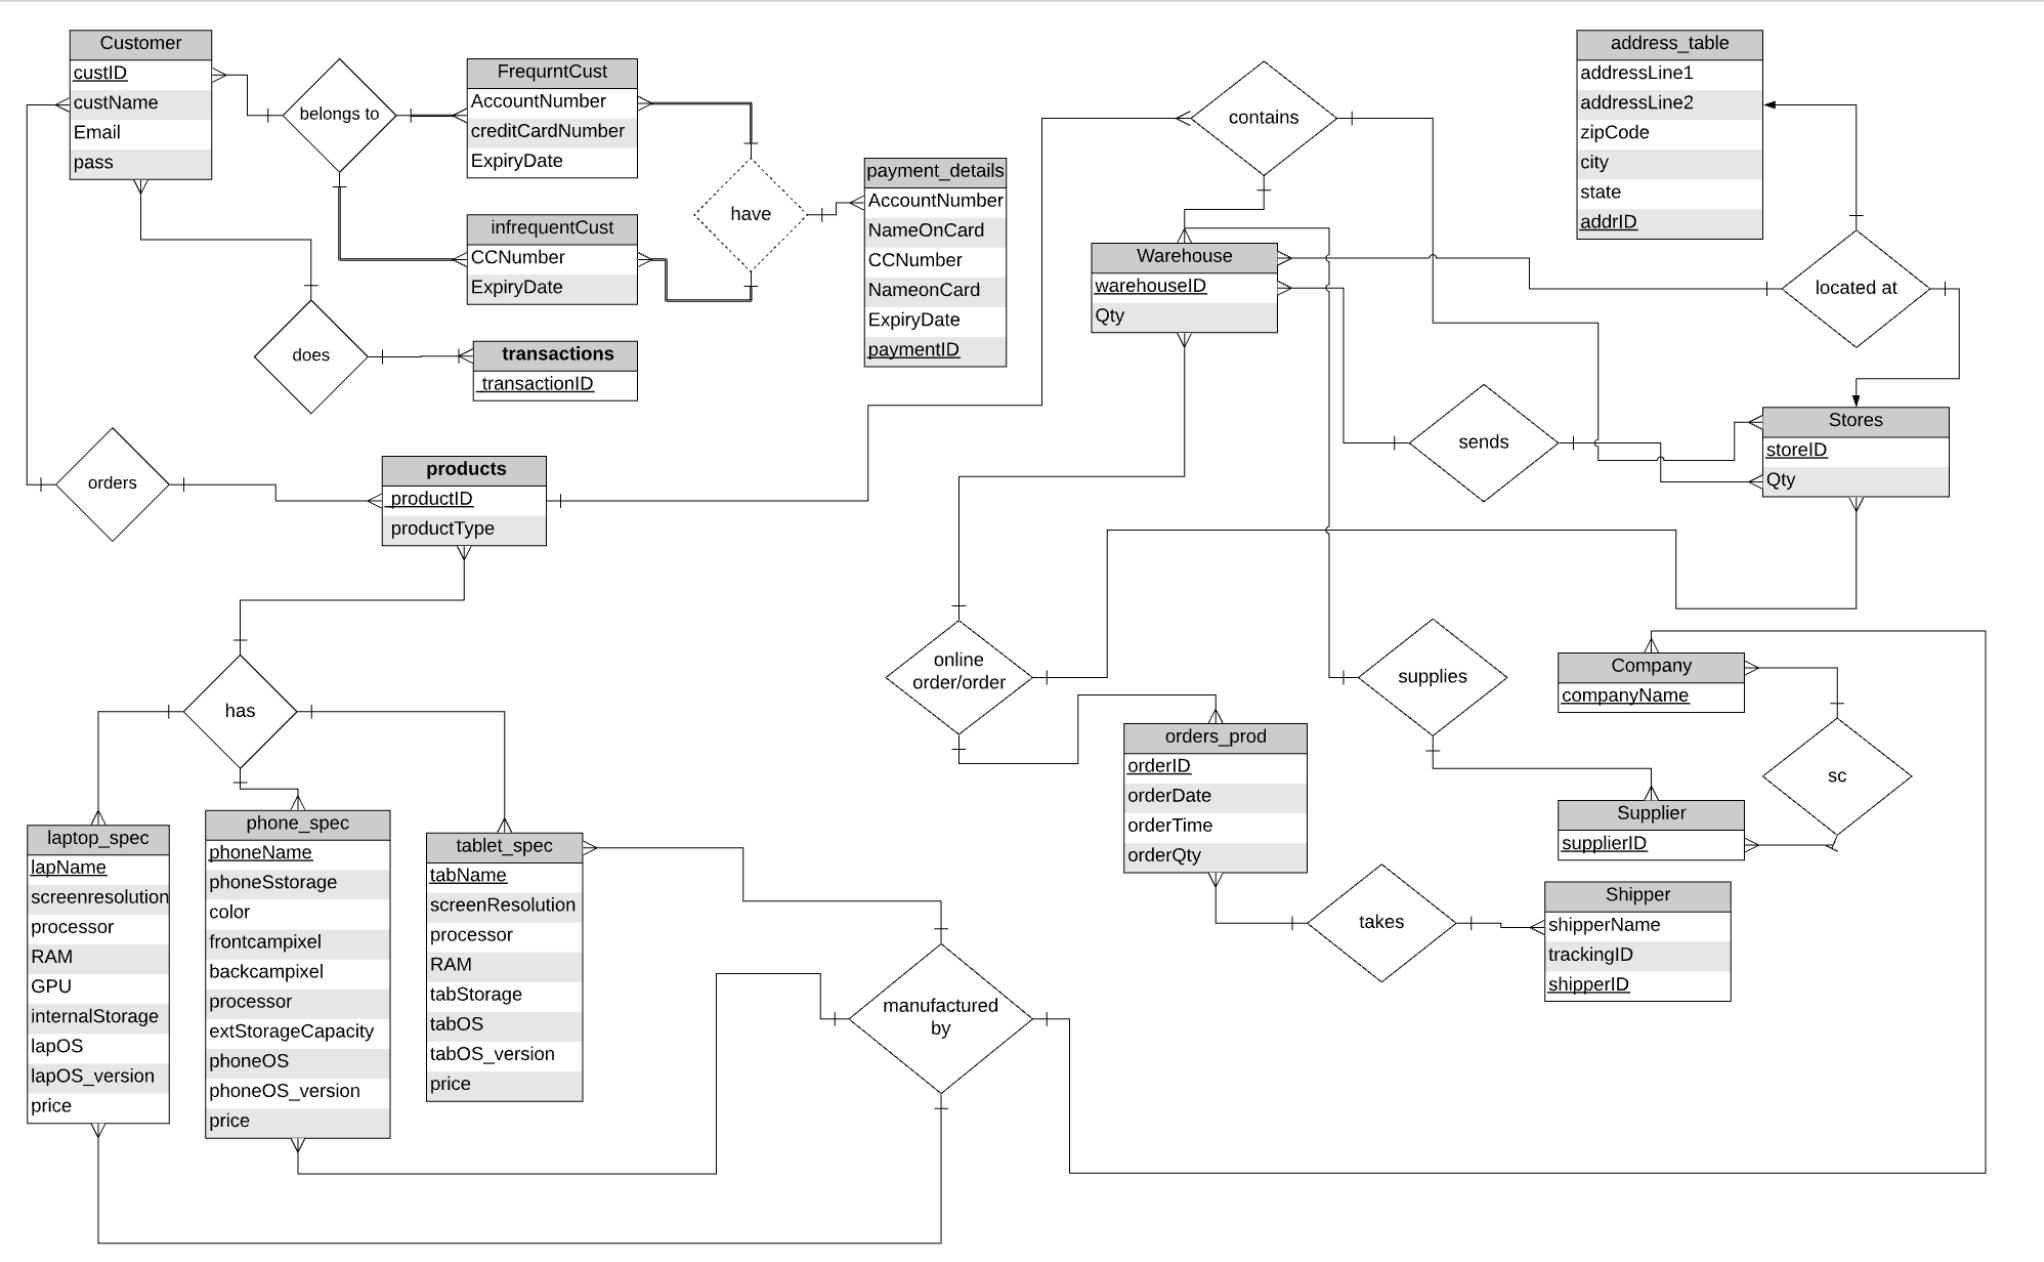 Customer
custID
custName
Email
pass
belongs to
FrequrntCust
AccountNumber
creditCardNumber
ExpiryDate
infrequentCust
CCNumber
ExpiryDate
have
payment_details
AccountNumber
NameOnCard
CCNumber
NameonCard
ExpiryDate
paymentID
does
transactions
transactionID
orders
products
productID
productType
contains
address_table
addressLine1
addressLine2
zipCode
city
state
addrID
Warehouse
warehouseID
Qty
located at
sends
Stores
storeID
Qty
has
online
order/order
supplies
Company
companyName
sc
orders_prod
orderID
orderDate
orderTime
orderQty
Supplier
supplierID
takes
Shipper
shipperName
trackingID
shipperID
laptop_spec
lapName
screenresolution
processor
RAM
GPU
internalStorage
lapOS
lapOS_version
price
phone_spec
phoneName
phoneSstorage
color
frontcampixel
backcampixel
processor
extStorageCapacity
phoneOS
phoneOS_version
price
tablet_spec
tabName
screenResolution
processor
RAM
tabStorage
tabOS
tabOS_version
price
manufactured
by